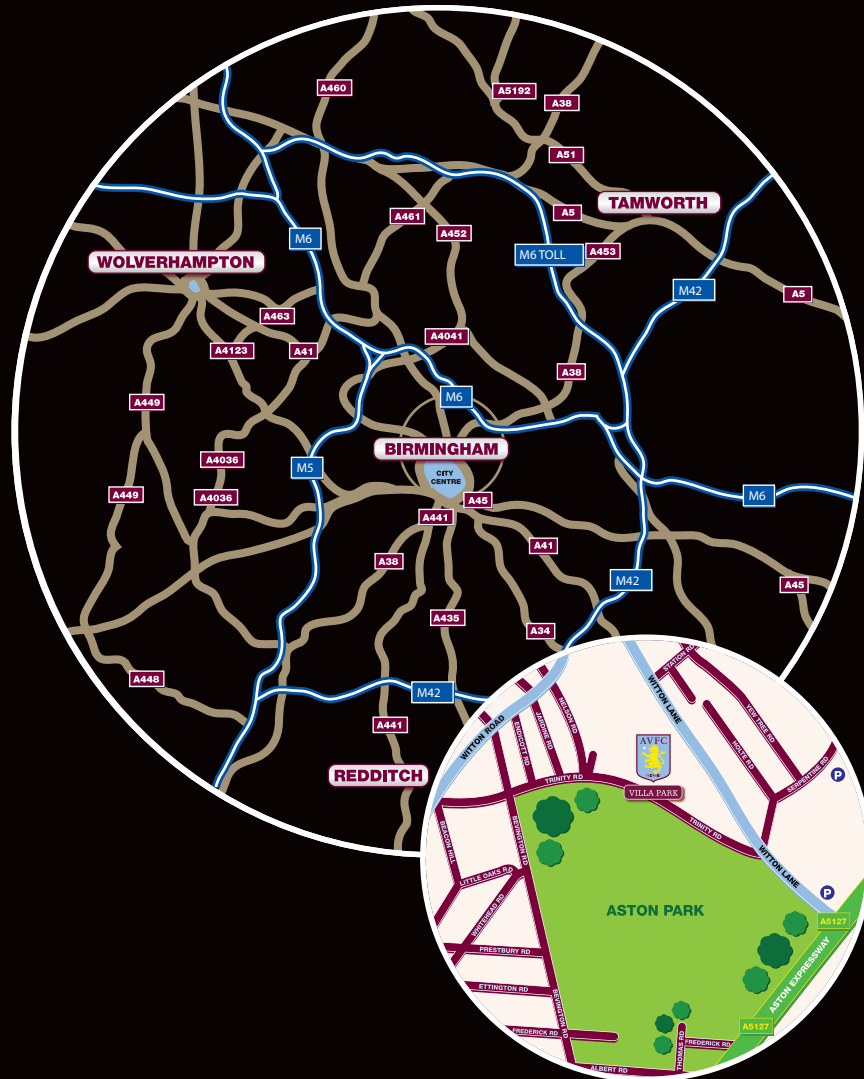 A460
A5192
A38
A51
TAMWORTH
A5
A461
A452
M6
M6 TOLL
A453
WOLVERHAMPTON
M42
A5
A463
A4123
A41
A4041
A38
A449
M6
BIRMINGHAM
CITY
CENTRE
A4036
M5
A449
A4036
A45
M6
A441
A41
A38
M42
A45
A435
A34
A448
M42
A441
REDDITCH
STATION RD
WITTON LANE
YEW TREE RD
HOLTE RD
SERPENTINE RD
P
WITTON ROAD
ENDICOTT RD
JARDINE RD
NELSON RD
AVFC
VILLA PARK
TRINITY RD
TRINITY RD
WITTON LANE
P
BEACON HILL
BEVINGTON RD
LITTLE OAKS RD
WHITEHEAD RD
ASTON PARK
A5127
ASTON EXPRESSWAY
PRESTBURY RD
ETTINGTON RD
BEVINGTON RD
A5127
FREDERICK RD
THOMAS RD
FREDERICK RD
ALBERT RD